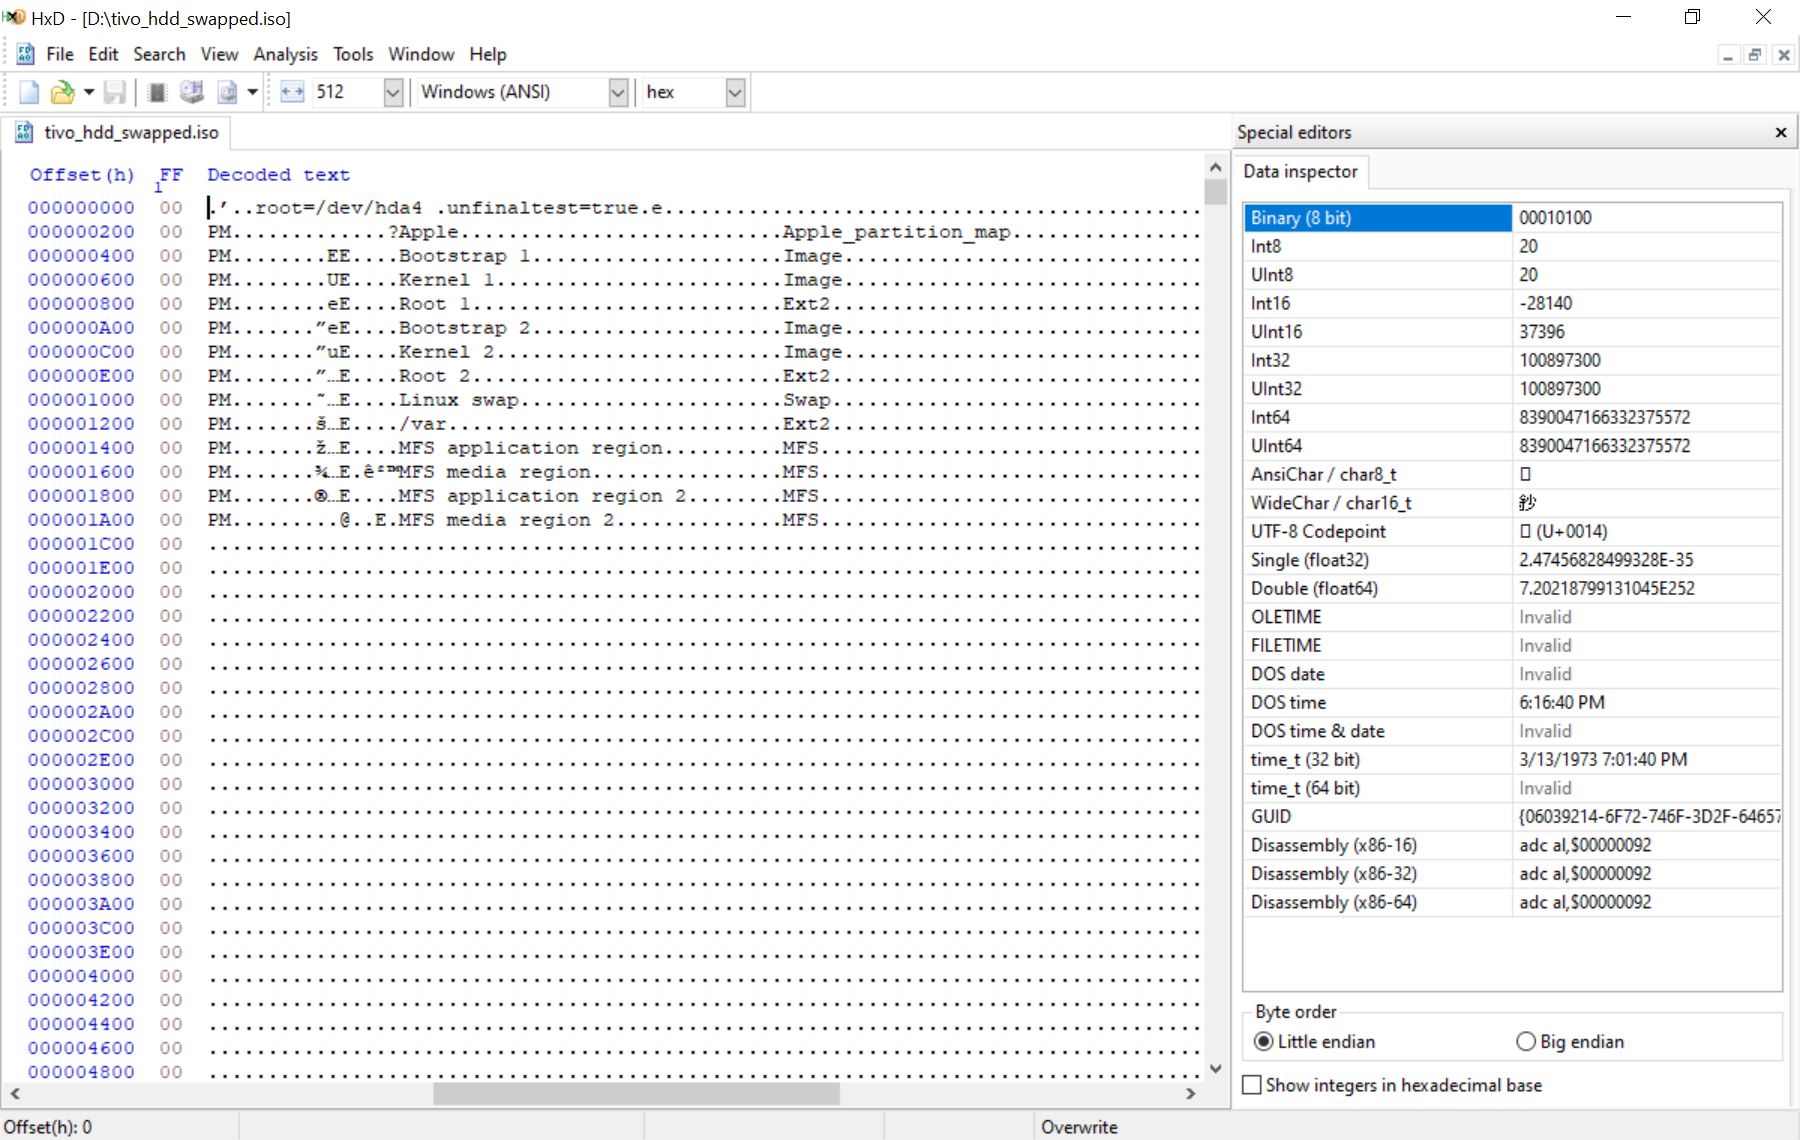 HxD - [D:\tivo_hdd_swapped.iso]
File Edit Search View Analysis Tools Window Help
512 Windows (ANSI) hex
tivo_hdd_swapped.iso
Offset(h) 1FF Decoded text
000000000 00 .’..root=/dev/hda4 .unfinaltest=true.e.............................................
000000200 00 PM.............?Apple...........................Apple_partition_map................
000000400 00 PM........EE....Bootstrap 1.....................Image..............................
000000600 00 PM........UE....Kernel 1........................Image..............................
000000800 00 PM........eE....Root 1..........................Ext2...............................
000000A00 00 PM.......”eE....Bootstrap 2.....................Image..............................
000000C00 00 PM.......”uE....Kernel 2........................Image..............................
000000E00 00 PM.......”…E....Root 2..........................Ext2...............................
000001000 00 PM.......˜…E....Linux swap......................Swap...............................
000001200 00 PM.......š…E..../var............................Ext2...............................
000001400 00 PM.......ž…E....MFS application region..........MFS................................
000001600 00 PM.......¾…E.êª™MFS media region................MFS................................
000001800 00 PM.......®…E....MFS application region 2........MFS................................
000001A00 00 PM.........@..E.MFS media region 2..............MFS................................
000001C00 00 ...................................................................................
000001E00 00 ...................................................................................
000002000 00 ...................................................................................
000002200 00 ...................................................................................
000002400 00 ...................................................................................
000002600 00 ...................................................................................
000002800 00 ...................................................................................
000002A00 00 ...................................................................................
000002C00 00 ...................................................................................
000002E00 00 ...................................................................................
000003000 00 ...................................................................................
000003200 00 ...................................................................................
000003400 00 ...................................................................................
000003600 00 ...................................................................................
000003800 00 ...................................................................................
000003A00 00 ...................................................................................
000003C00 00 ...................................................................................
000003E00 00 ...................................................................................
000004000 00 ...................................................................................
000004200 00 ...................................................................................
000004400 00 ...................................................................................
000004600 00 ...................................................................................
000004800 00 ...................................................................................
Special editors
Data inspector
Binary (8 bit) 00010100
Int8 20
UInt8 20
Int16 -28140
UInt16 37396
Int32 100897300
UInt32 100897300
Int64 8390047166332375572
UInt64 8390047166332375572
AnsiChar / char8_t □
WideChar / char16_t 鈔
UTF-8 Codepoint □ (U+0014)
Single (float32) 2.47456828499328E-35
Double (float64) 7.20218799131045E252
OLETIME Invalid
FILETIME Invalid
DOS date Invalid
DOS time 6:16:40 PM
DOS time & date Invalid
time_t (32 bit) 3/13/1973 7:01:40 PM
time_t (64 bit) Invalid
GUID {06039214-6F72-746F-3D2F-64657
Disassembly (x86-16) adc al,$00000092
Disassembly (x86-32) adc al,$00000092
Disassembly (x86-64) adc al,$00000092
Byte order
Little endian Big endian
Show integers in hexadecimal base
Offset(h): 0 Overwrite